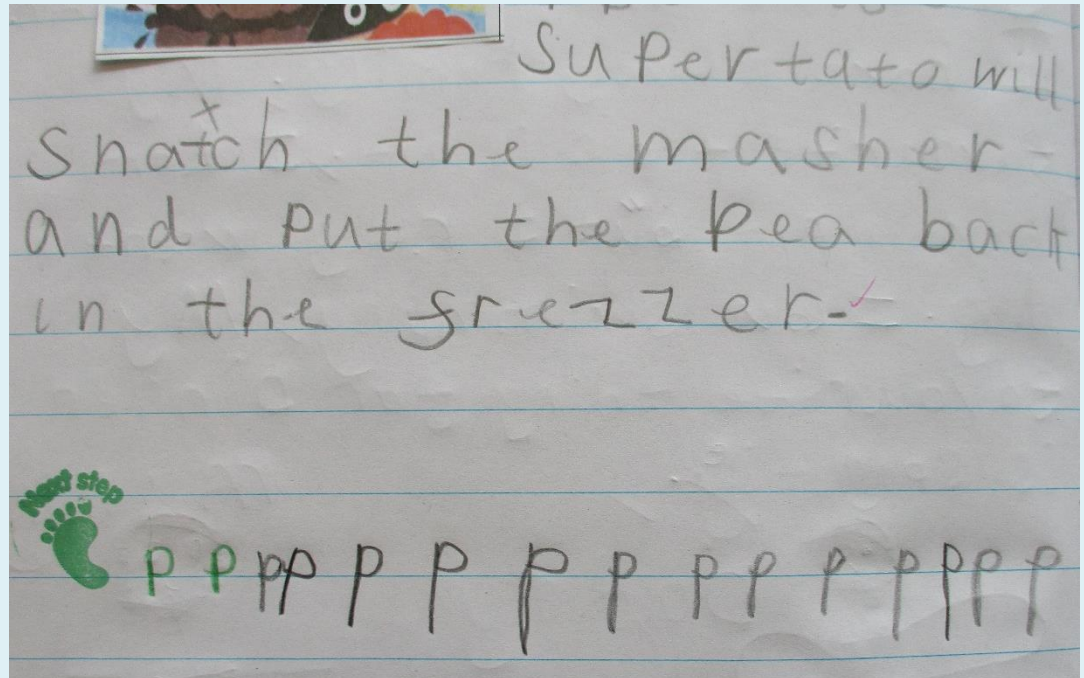 Supertato will
snatch the masher
and put the pea back
in the frezzer.
Next step
p p pp p p p p p p p p p p p